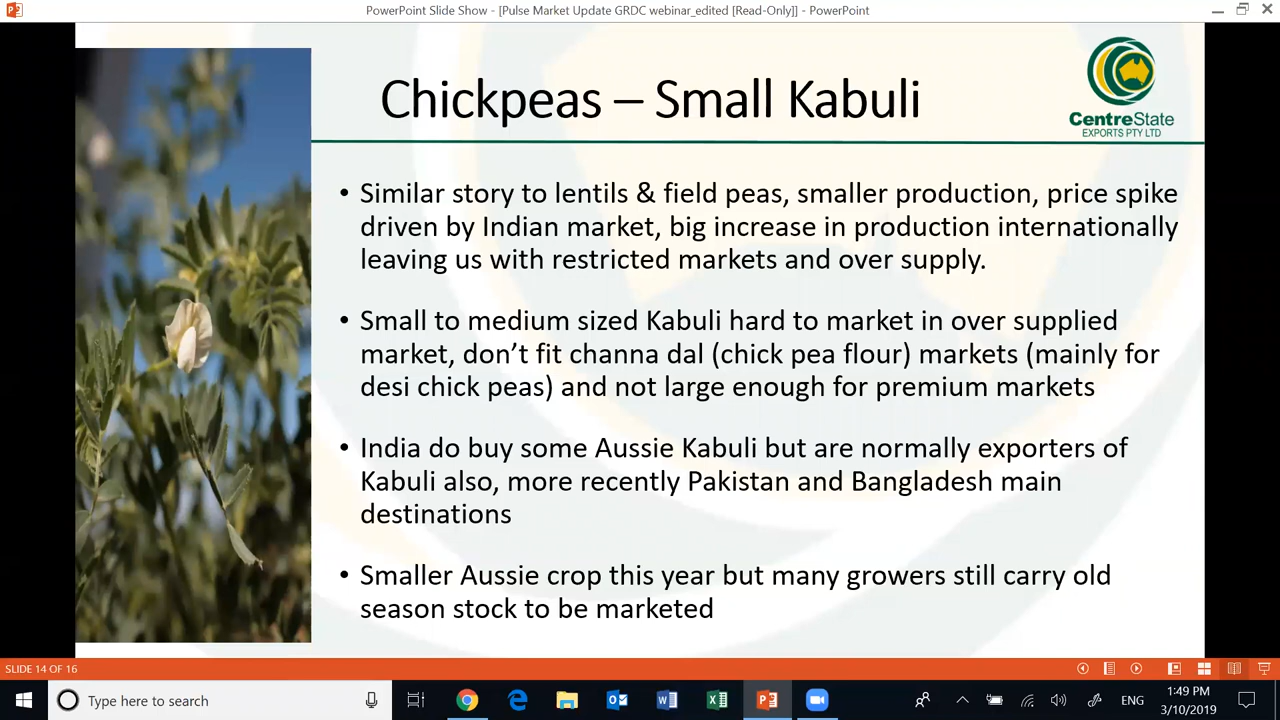 PowerPoint Slide Show - [Pulse Market Update GRDC webinar_edited [Read-Only]] - PowerPoint
Chickpeas – Small Kabuli
CentreState
EXPORTS PTY LTD
• Similar story to lentils & field peas, smaller production, price spike
driven by Indian market, big increase in production internationally
leaving us with restricted markets and over supply.
• Small to medium sized Kabuli hard to market in over supplied
market, don’t fit channa dal (chick pea flour) markets (mainly for
desi chick peas) and not large enough for premium markets
• India do buy some Aussie Kabuli but are normally exporters of
Kabuli also, more recently Pakistan and Bangladesh main
destinations
• Smaller Aussie crop this year but many growers still carry old
season stock to be marketed
SLIDE 14 OF 16
Type here to search
ENG
1:49 PM
3/10/2019